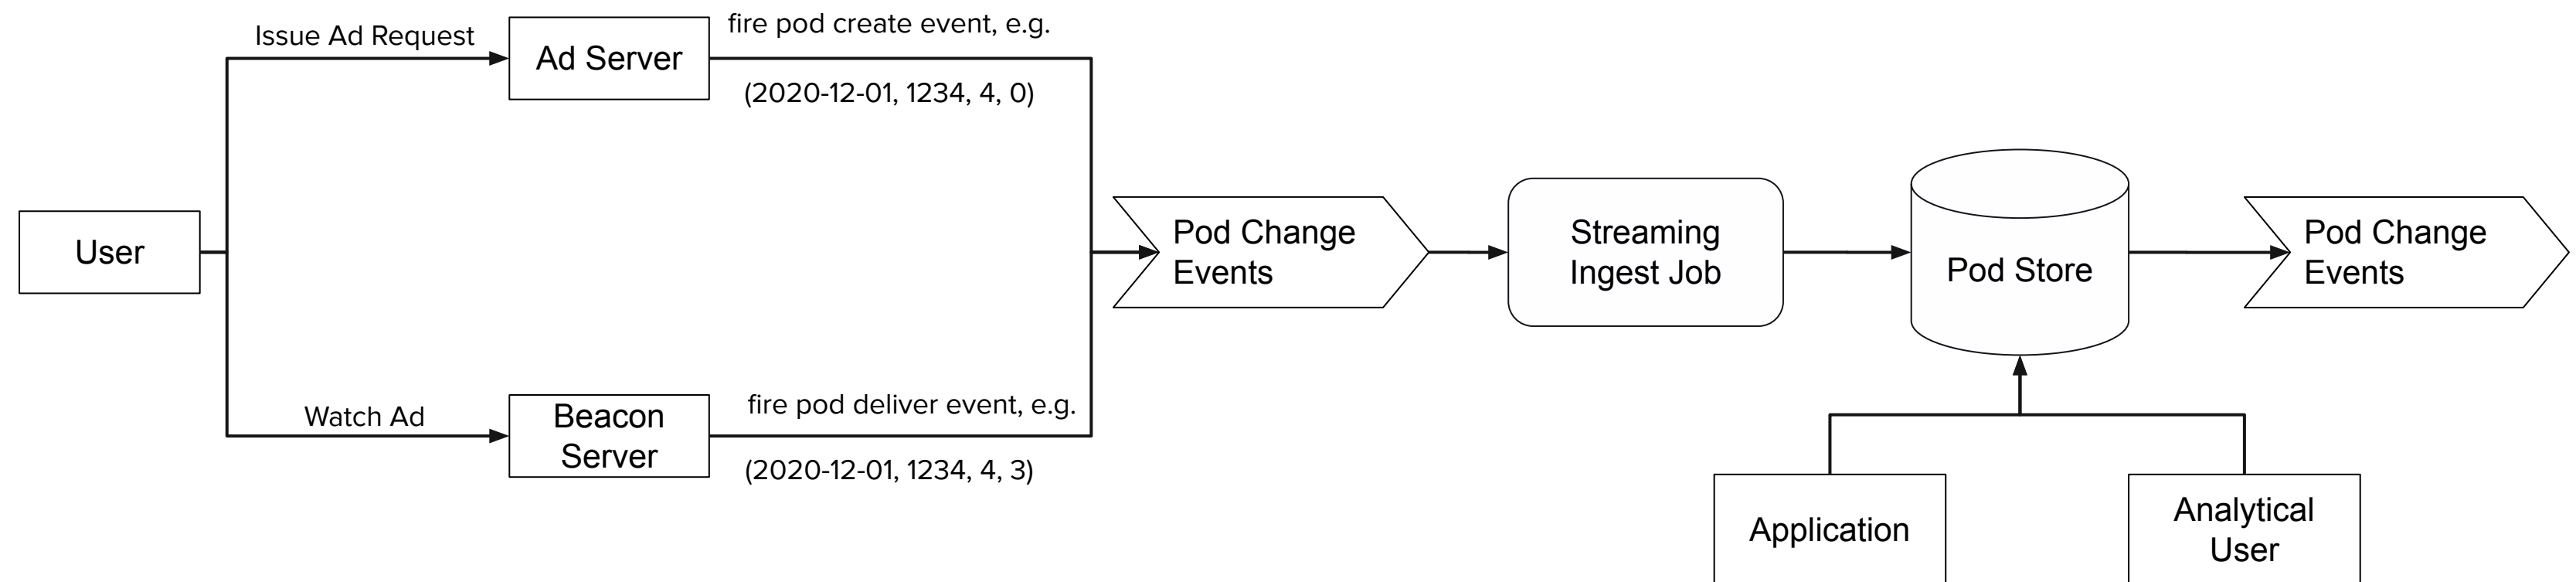 Issue Ad Request
Ad Server
fire pod create event, e.g.
(2020-12-01, 1234, 4, 0)
User
Pod Change
Events
Streaming
Ingest Job
Pod Store
Pod Change
Events
Watch Ad
Beacon
Server
fire pod deliver event, e.g.
(2020-12-01, 1234, 4, 3)
Application
Analytical
User